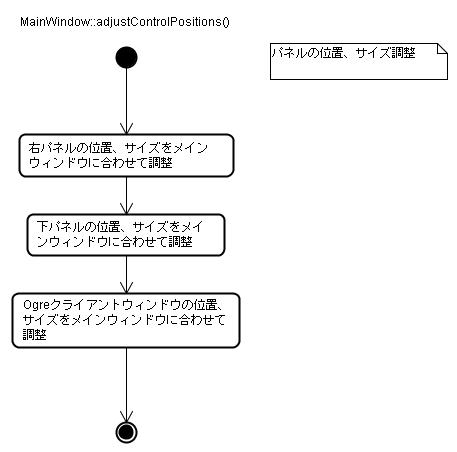 MainWindow::adjustControlPositions()
パネルの位置、サイズ調整
右パネルの位置、サイズをメイン
ウィンドウに合わせて調整
下パネルの位置、サイズをメイ
ンウィンドウに合わせて調整
Ogreクライアントウィンドウの位置、
サイズをメインウィンドウに合わせて
調整